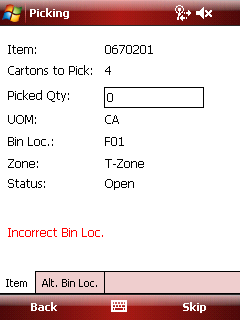 Picking
Item: 0670201
Cartons to Pick: 4
Picked Qty: 0
UOM: CA
Bin Loc.: F01
Zone: T-Zone
Status: Open
Incorrect Bin Loc.
Item Alt. Bin Loc.
Back Skip